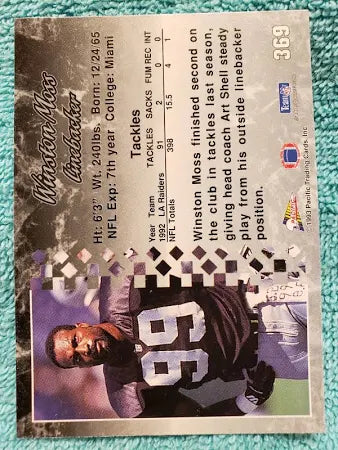 Winston Moss
linebacker
Ht: 6'3" Wt. 240lbs. Born: 12/24/65
NFL Exp: 7th year College: Miami
Tackles
Year Team TACKLES SACKS FUM REC INT
1992 LA Raiders 91 2 0 0
NFL Totals 398 15.5 4 1
Winston Moss finished second on
the club in tackles last season,
giving head coach Art Shell steady
play from his outside linebacker
position.
369
TEAM NFL
©1993 Pacific Trading Cards, Inc
99